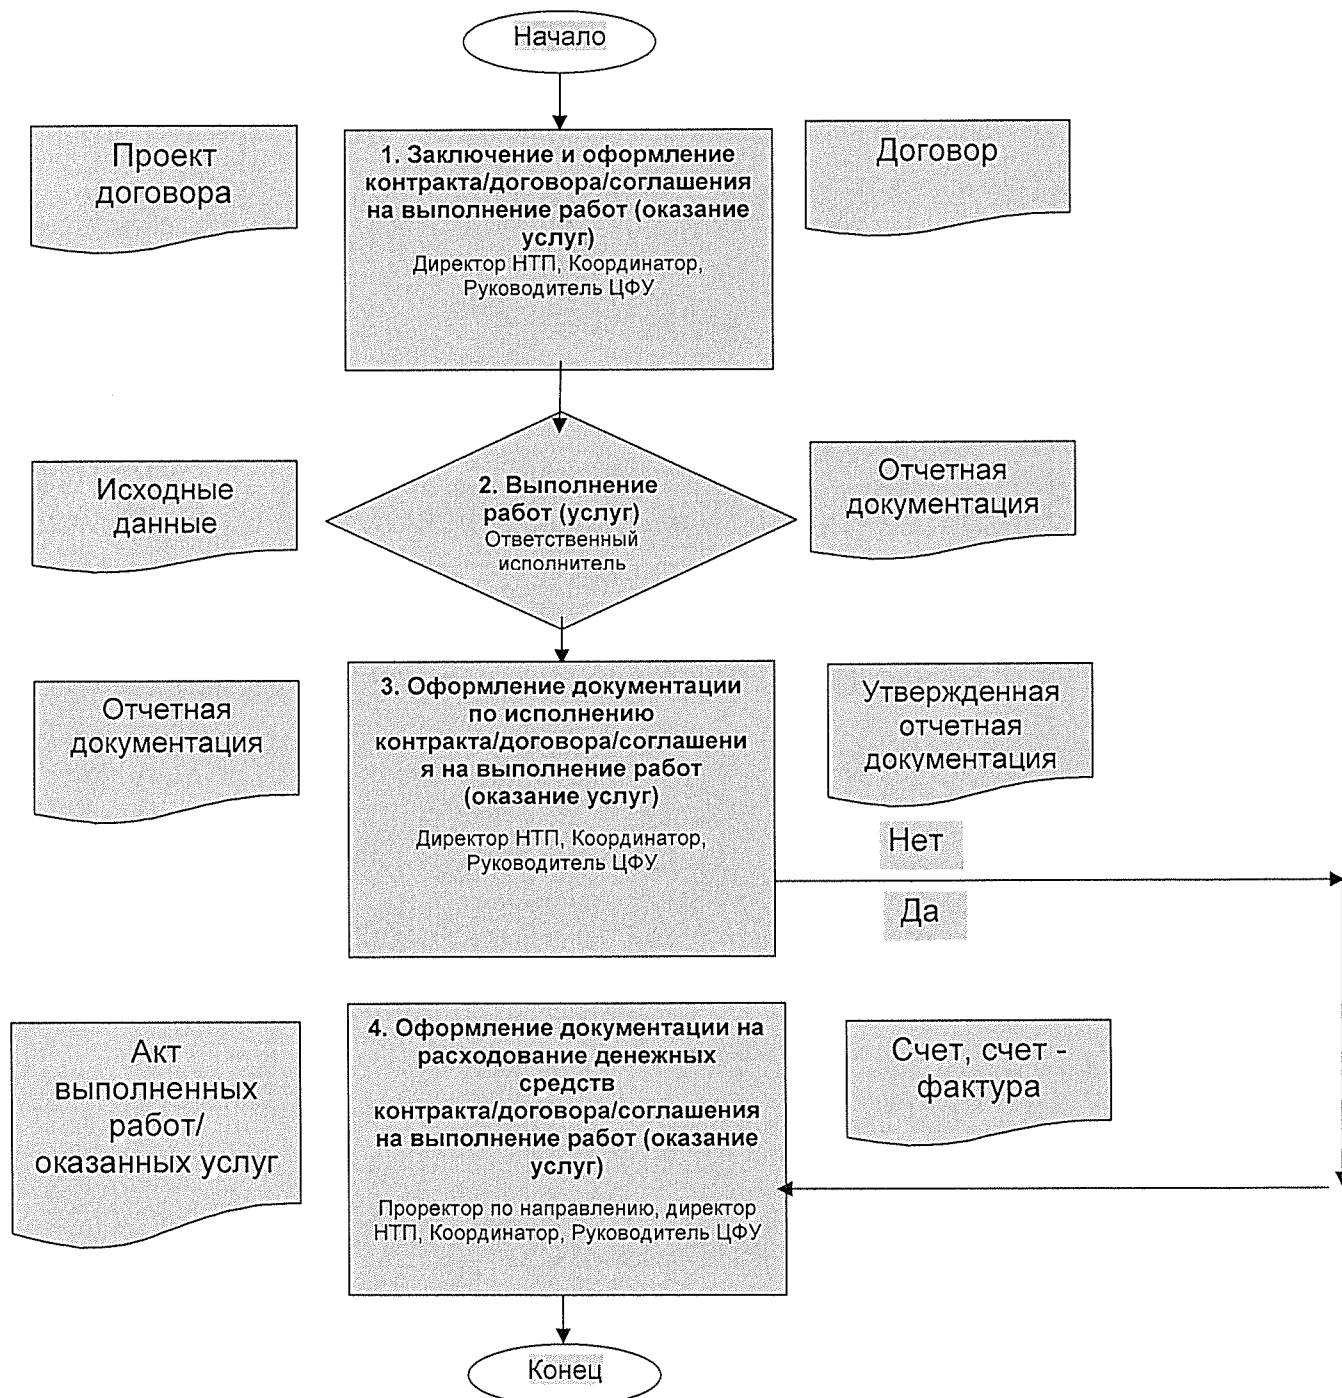 Начало
Проект
договора
1. Заключение и оформление
контракта/договора/соглашения
на выполнение работ (оказание
услуг)
Директор НТП, Координатор,
Руководитель ЦФУ
Договор
Исходные
данные
2. Выполнение
работ (услуг)
Ответственный
исполнитель
Отчетная
документация
Отчетная
документация
3. Оформление документации
по исполнению
контракта/договора/соглашени
я на выполнение работ
(оказание услуг)
Директор НТП, Координатор,
Руководитель ЦФУ
Утвержденная
отчетная
документация
Нет
Да
Акт
выполненных
работ/
оказанных услуг
4. Оформление документации на
расходование денежных
средств
контракта/договора/соглашения
на выполнение работ (оказание
услуг)
Проректор по направлению, директор
НТП, Координатор, Руководитель ЦФУ
Счет, счет -
фактура
Конец